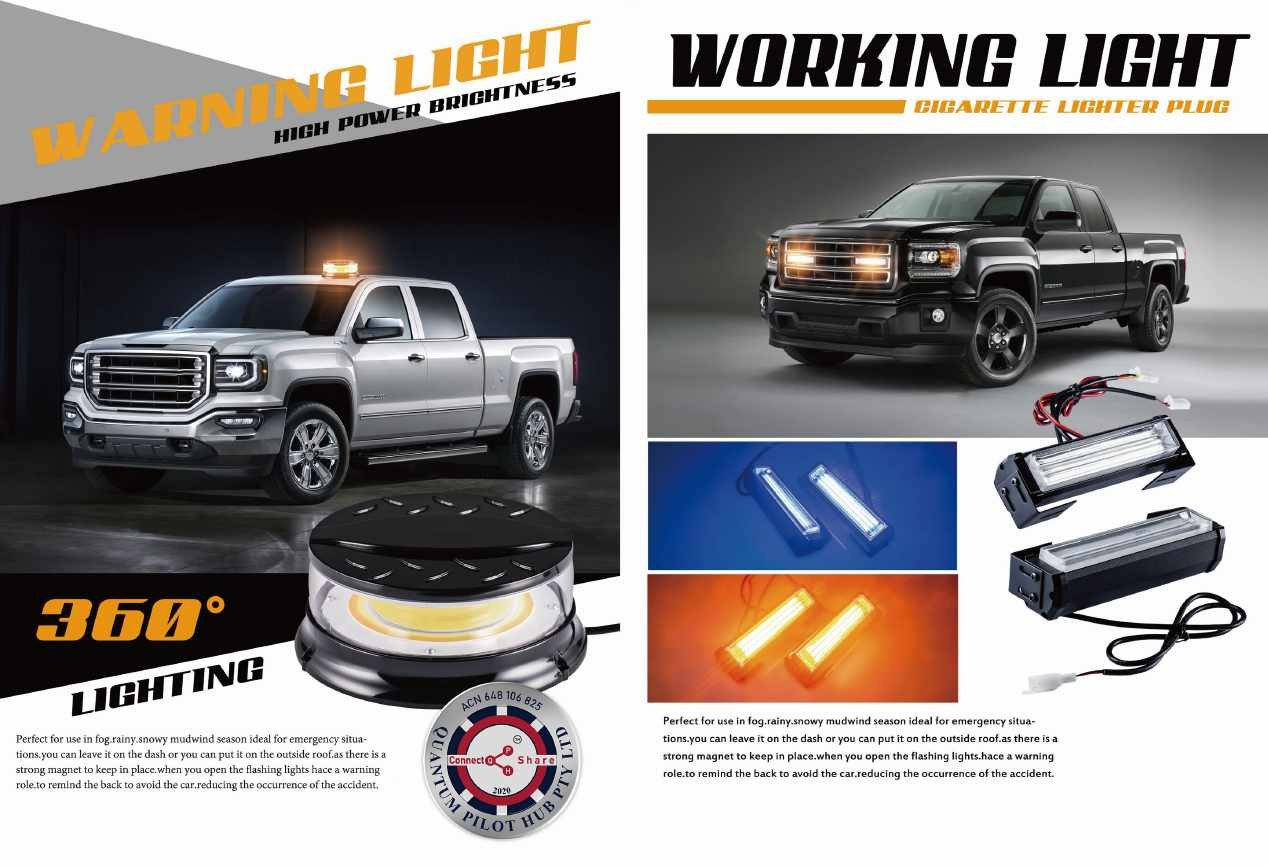 WARNING LIGHT
HIGH POWER BRIGHTNESS
360°
LIGHTING
Perfect for use in fog.rainy.snowy mudwind season ideal for emergency situa-
tions.you can leave it on the dash or you can put it on the outside roof.as there is a
strong magnet to keep in place.when you open the flashing lights hace a warning
role.to remind the back to avoid the car.reducing the occurrence of the accident.
ACN 648 106 825
Connect Q Share
P
H
TM
2020
QUANTUM PILOT HUB PTY LTD
WORKING LIGHT
CIGARETTE LIGHTER PLUG
Perfect for use in fog.rainy.snowy mudwind season ideal for emergency situa-
tions.you can leave it on the dash or you can put it on the outside roof.as there is a
strong magnet to keep in place.when you open the flashing lights.hace a warning
role.to remind the back to avoid the car.reducing the occurrence of the accident.